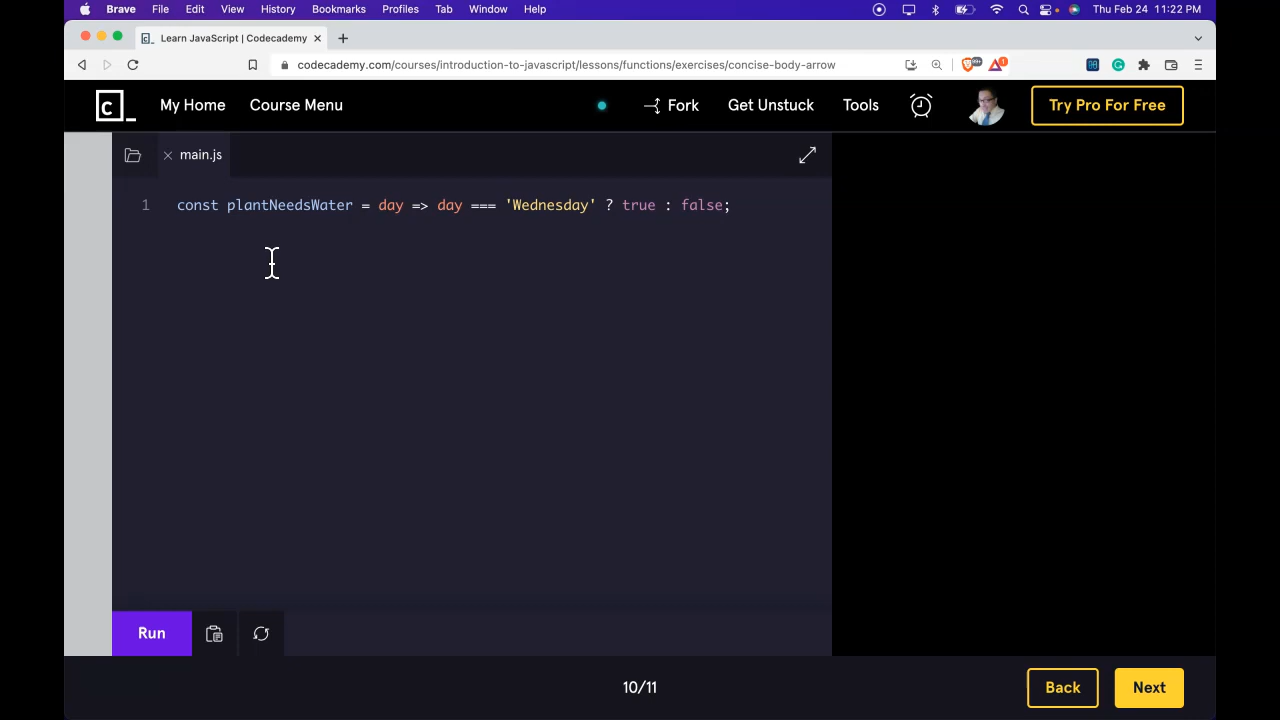 Brave File Edit View History Bookmarks Profiles Tab Window Help Thu Feb 24 11:22 PM
c_ Learn JavaScript | Codecademy
codecademy.com/courses/introduction-to-javascript/lessons/functions/exercises/concise-body-arrow
c_ My Home Course Menu Fork Get Unstuck Tools Try Pro For Free
main.js
1 const plantNeedsWater = day => day === 'Wednesday' ? true : false;
Run
10/11 Back Next